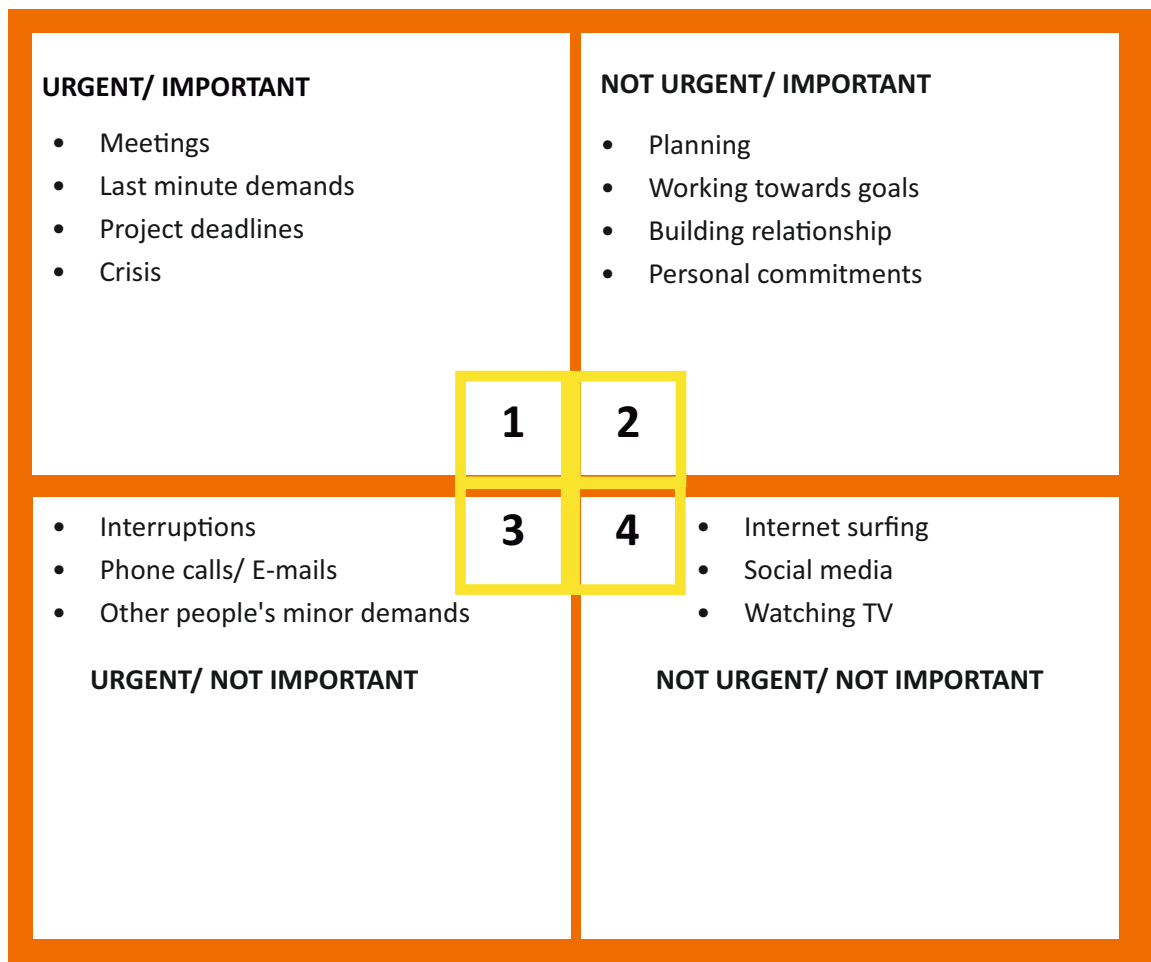 URGENT/ IMPORTANT
• Meetings
• Last minute demands
• Project deadlines
• Crisis
NOT URGENT/ IMPORTANT
• Planning
• Working towards goals
• Building relationship
• Personal commitments
1
2
3
4
• Interruptions
• Phone calls/ E-mails
• Other people's minor demands
URGENT/ NOT IMPORTANT
• Internet surfing
• Social media
• Watching TV
NOT URGENT/ NOT IMPORTANT